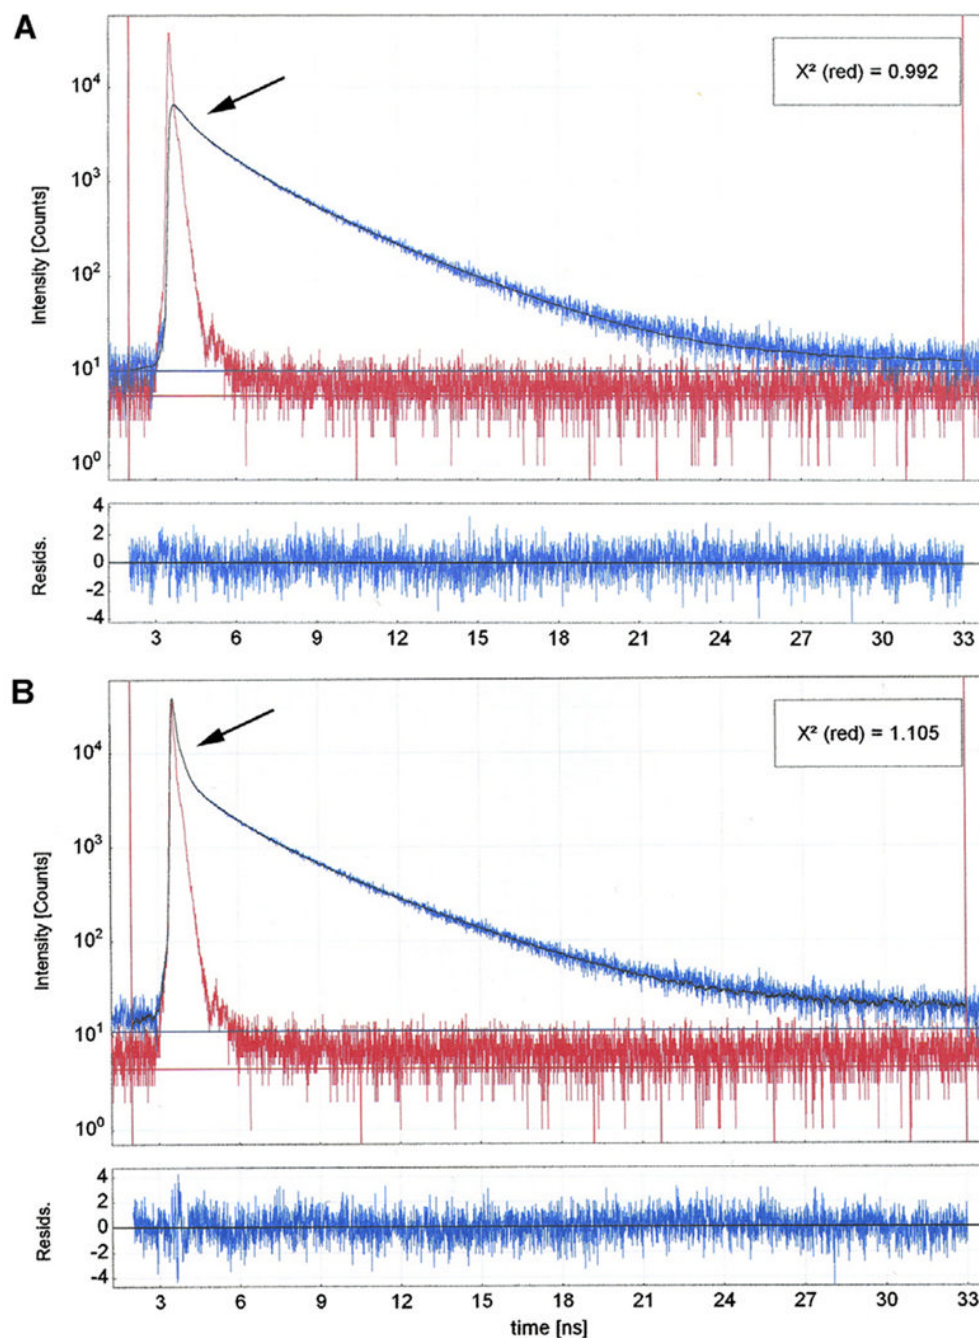 A
X² (red) = 0.992
Intensity [Counts]
10⁴
10³
10²
10¹
10⁰
Resids.
4
2
0
-2
-4
3 6 9 12 15 18 21 24 27 30 33
B
X² (red) = 1.105
Intensity [Counts]
10⁴
10³
10²
10¹
10⁰
Resids.
4
2
0
-2
-4
3 6 9 12 15 18 21 24 27 30 33
time [ns]